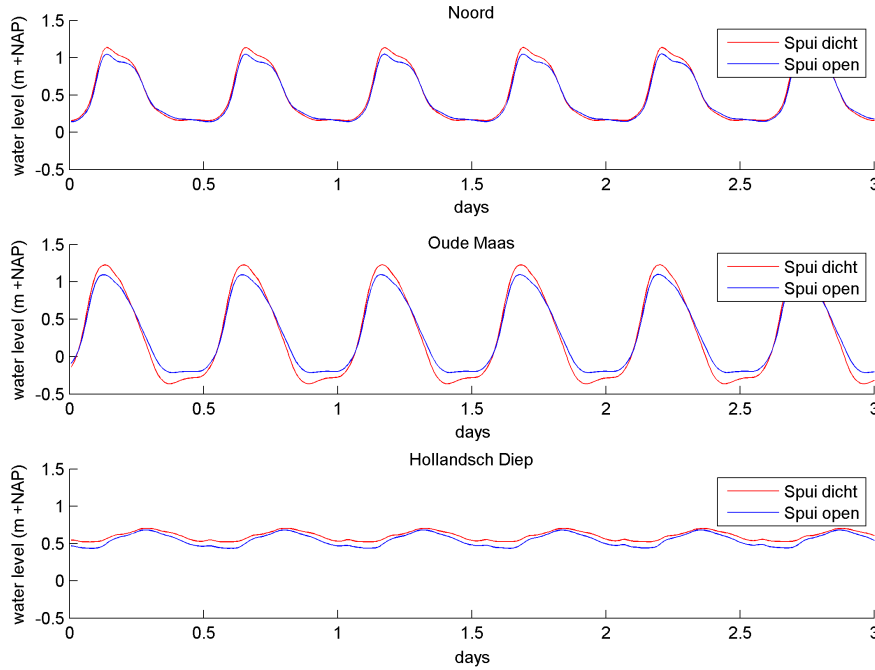 Noord
water level (m +NAP)
1.5
1
0.5
0
-0.5
Spui dicht
Spui open
0
0.5
1
1.5
2
2.5
3
days
Oude Maas
water level (m +NAP)
1.5
1
0.5
0
-0.5
Spui dicht
Spui open
0
0.5
1
1.5
2
2.5
3
days
Hollandsch Diep
water level (m +NAP)
1.5
1
0.5
0
-0.5
Spui dicht
Spui open
0
0.5
1
1.5
2
2.5
3
days